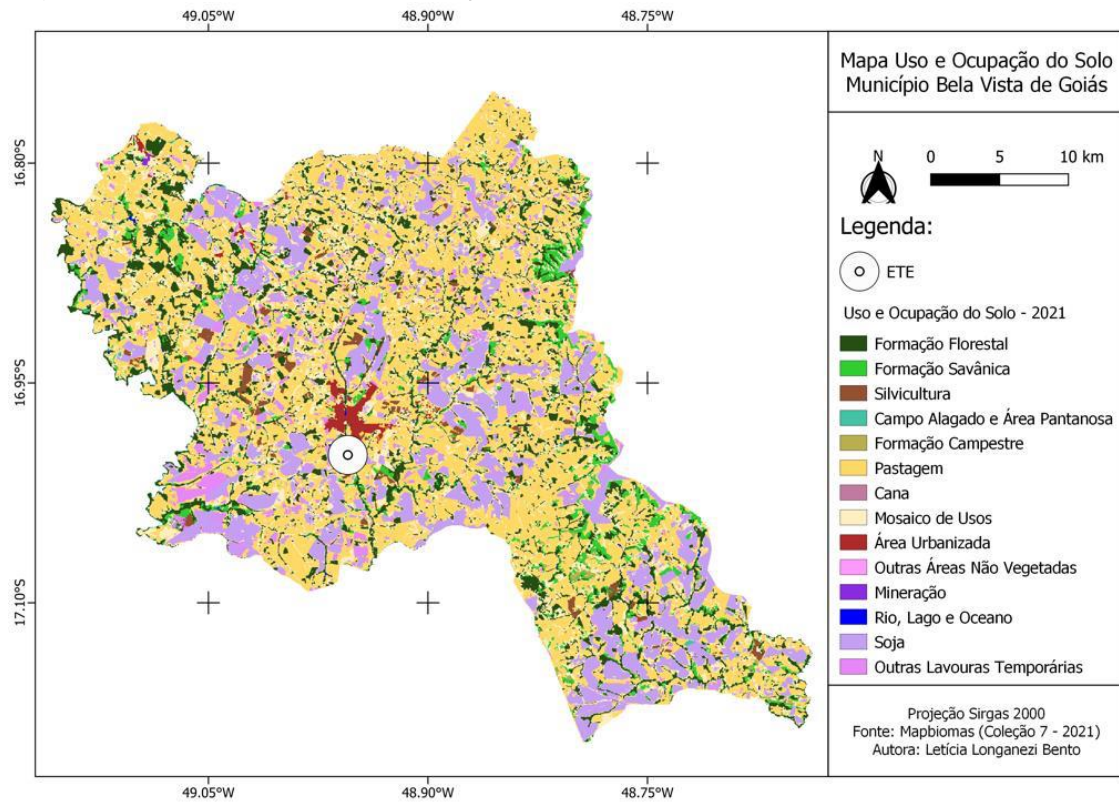 49.05°W 48.90°W 48.75°W
16.80°S
16.95°S
17.10°S
49.05°W 48.90°W 48.75°W
Mapa Uso e Ocupação do Solo
Município Bela Vista de Goiás
N
0 5 10 km
Legenda:
ETE
Uso e Ocupação do Solo - 2021
Formação Florestal
Formação Savânica
Silvicultura
Campo Alagado e Área Pantanosa
Formação Campestre
Pastagem
Cana
Mosaico de Usos
Área Urbanizada
Outras Áreas Não Vegetadas
Mineração
Rio, Lago e Oceano
Soja
Outras Lavouras Temporárias
Projeção Sirgas 2000
Fonte: Mapbiomas (Coleção 7 - 2021)
Autora: Letícia Longanezi Bento